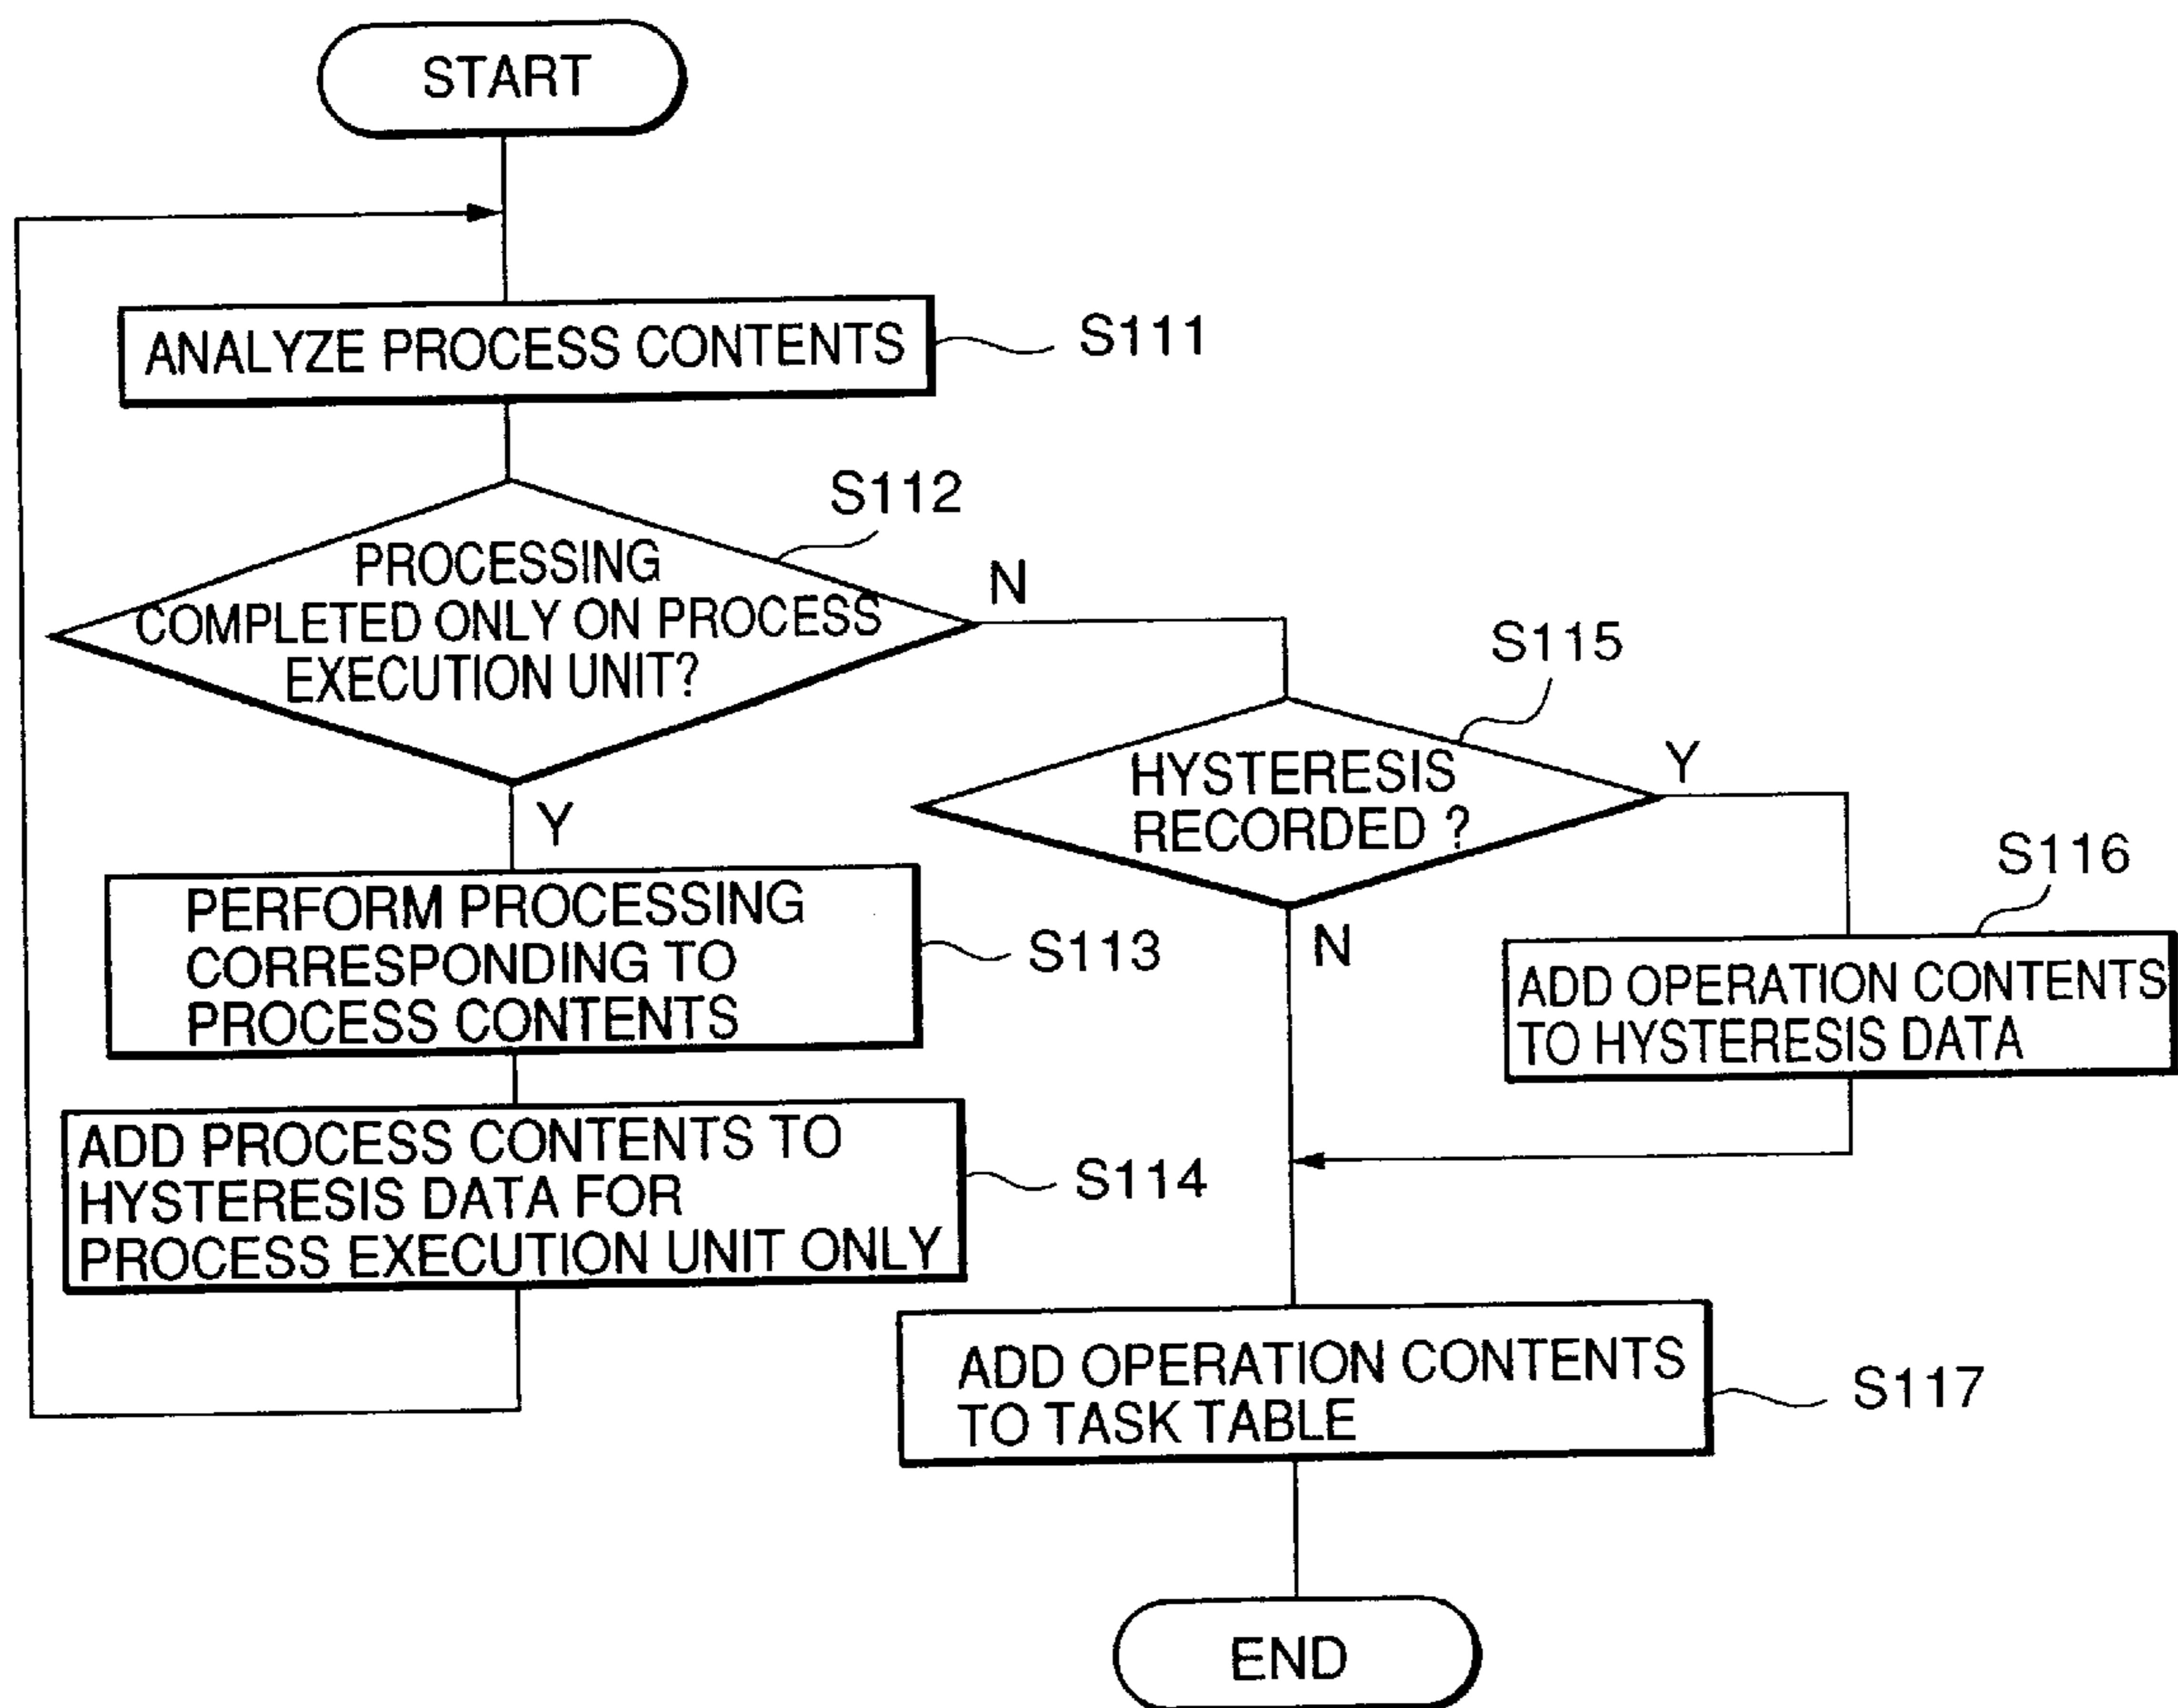 START
ANALYZE PROCESS CONTENTS
S111
S112
PROCESSING
COMPLETED ONLY ON PROCESS
EXECUTION UNIT?
N
Y
S115
HYSTERESIS
RECORDED ?
Y
N
S116
ADD OPERATION CONTENTS
TO HYSTERESIS DATA
PERFORM PROCESSING
CORRESPONDING TO
PROCESS CONTENTS
S113
ADD PROCESS CONTENTS TO
HYSTERESIS DATA FOR
PROCESS EXECUTION UNIT ONLY
S114
ADD OPERATION CONTENTS
TO TASK TABLE
S117
END